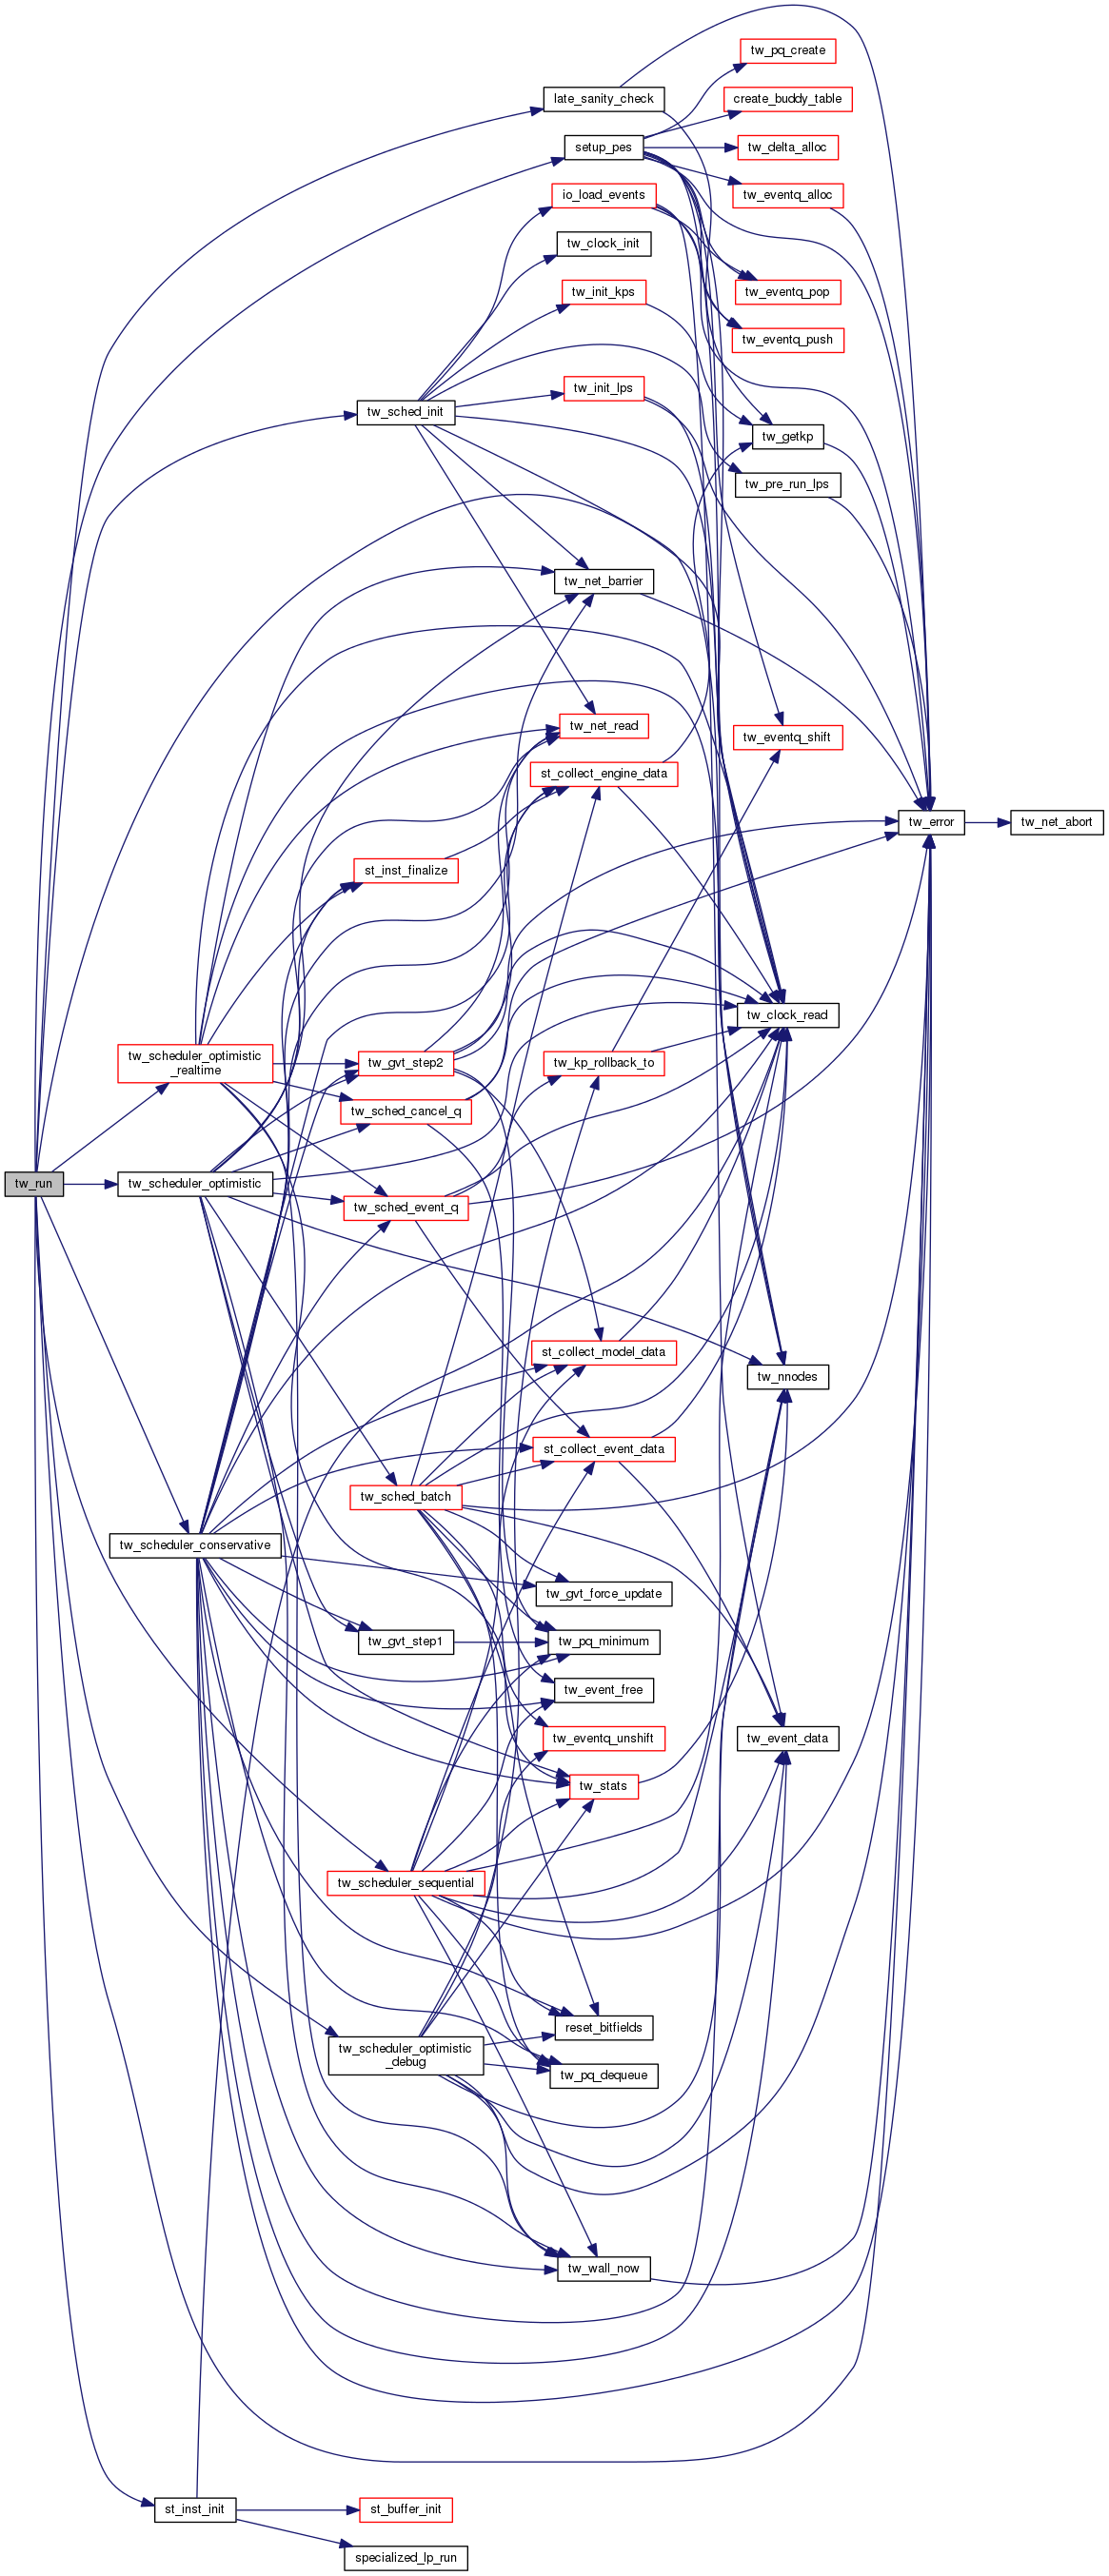 tw_pq_create
late_sanity_check
create_buddy_table
setup_pes
tw_delta_alloc
io_load_events
tw_eventq_alloc
tw_clock_init
tw_init_kps
tw_eventq_pop
tw_eventq_push
tw_init_lps
tw_sched_init
tw_getkp
tw_pre_run_lps
tw_net_barrier
tw_net_read
tw_eventq_shift
st_collect_engine_data
tw_error
tw_net_abort
st_inst_finalize
tw_clock_read
tw_scheduler_optimistic
_realtime
tw_gvt_step2
tw_kp_rollback_to
tw_sched_cancel_q
tw_run
tw_scheduler_optimistic
tw_sched_event_q
st_collect_model_data
tw_nnodes
st_collect_event_data
tw_sched_batch
tw_scheduler_conservative
tw_gvt_force_update
tw_gvt_step1
tw_pq_minimum
tw_event_free
tw_eventq_unshift
tw_event_data
tw_stats
tw_scheduler_sequential
reset_bitfields
tw_scheduler_optimistic
_debug
tw_pq_dequeue
tw_wall_now
st_inst_init
st_buffer_init
specialized_lp_run